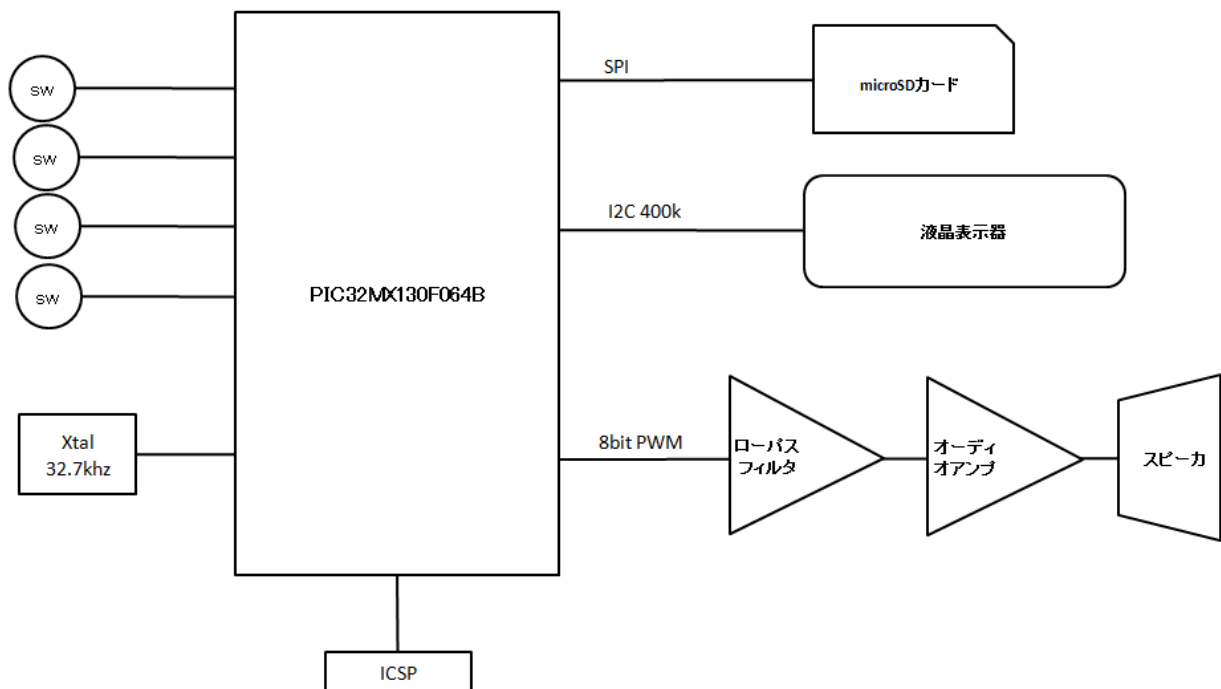 SW
SW
SW
SW
Xtal
32.7khz
PIC32MX130F064B
ICSP
SPI
microSDカード
I2C 400k
液晶表示器
8bit PWM
ローパス
フィルタ
オーディ
オアンプ
スピーカ